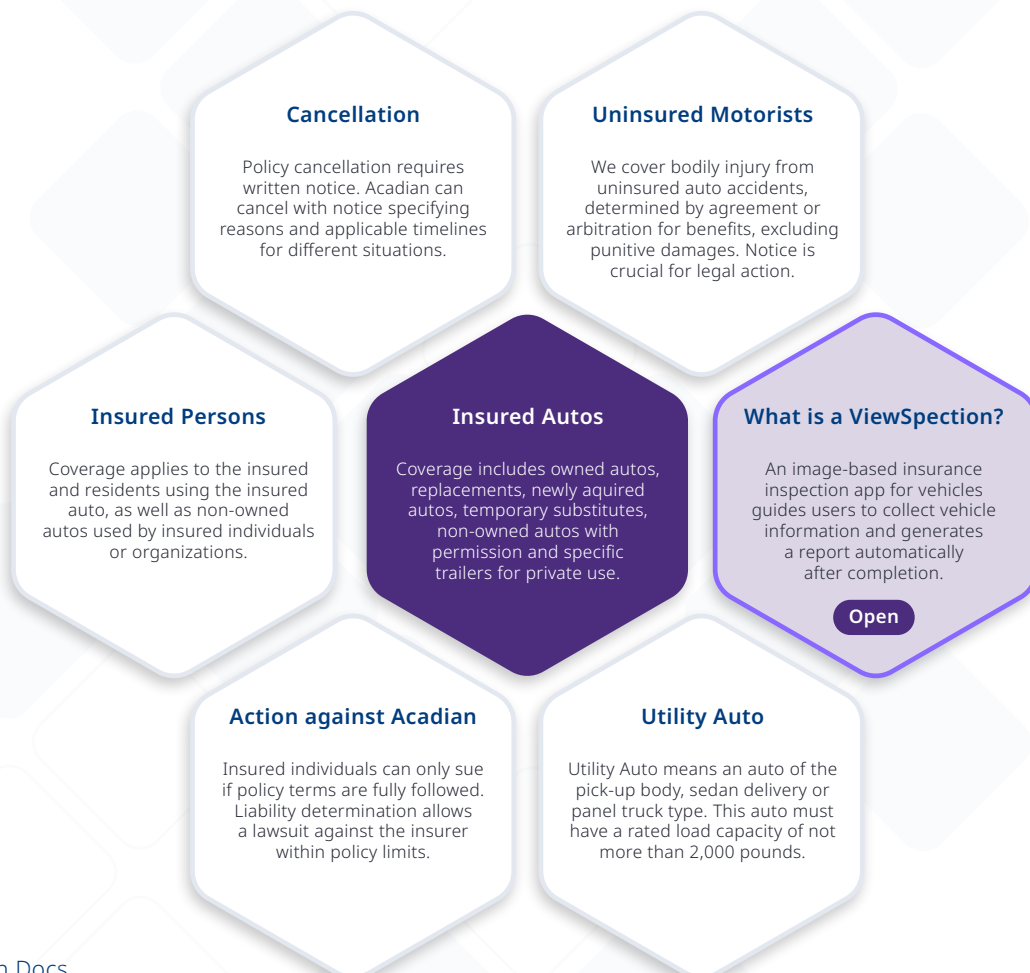 Cancellation
Policy cancellation requires
written notice. Acadian can
cancel with notice specifying
reasons and applicable timelines
for different situations.
Uninsured Motorists
We cover bodily injury from
uninsured auto accidents,
determined by agreement or
arbitration for benefits, excluding
punitive damages. Notice is
crucial for legal action.
Insured Persons
Coverage applies to the insured
and residents using the insured
auto, as well as non-owned
autos used by insured individuals
or organizations.
Insured Autos
Coverage includes owned autos,
replacements, newly aquired
autos, temporary substitutes,
non-owned autos with
permission and specific
trailers for private use.
What is a ViewSpection?
An image-based insurance
inspection app for vehicles
guides users to collect vehicle
information and generates
a report automatically
after completion.
Open
Action against Acadian
Insured individuals can only sue
if policy terms are fully followed.
Liability determination allows
a lawsuit against the insurer
within policy limits.
Utility Auto
Utility Auto means an auto of the
pick-up body, sedan delivery or
panel truck type. This auto must
have a rated load capacity of not
more than 2,000 pounds.
Docs